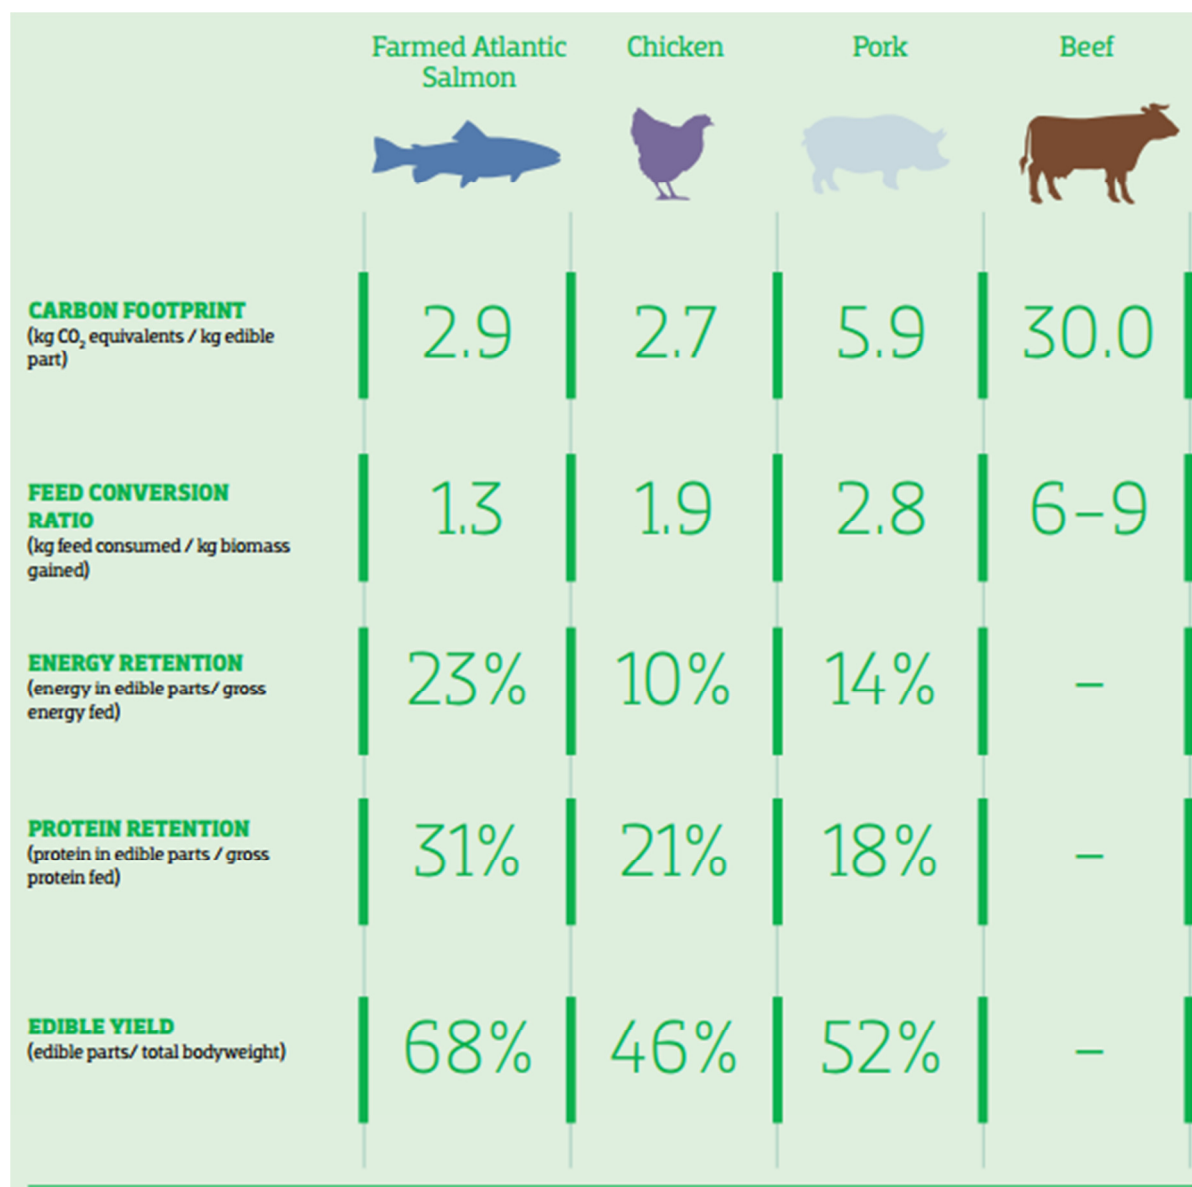 Farmed Atlantic
Salmon
Chicken
Pork
Beef
CARBON FOOTPRINT
(kg CO₂ equivalents / kg edible
part)
2.9
2.7
5.9
30.0
FEED CONVERSION
RATIO
(kg feed consumed / kg biomass
gained)
1.3
1.9
2.8
6–9
ENERGY RETENTION
(energy in edible parts/ gross
energy fed)
23%
10%
14%
–
PROTEIN RETENTION
(protein in edible parts / gross
protein fed)
31%
21%
18%
–
EDIBLE YIELD
(edible parts/ total bodyweight)
68%
46%
52%
–